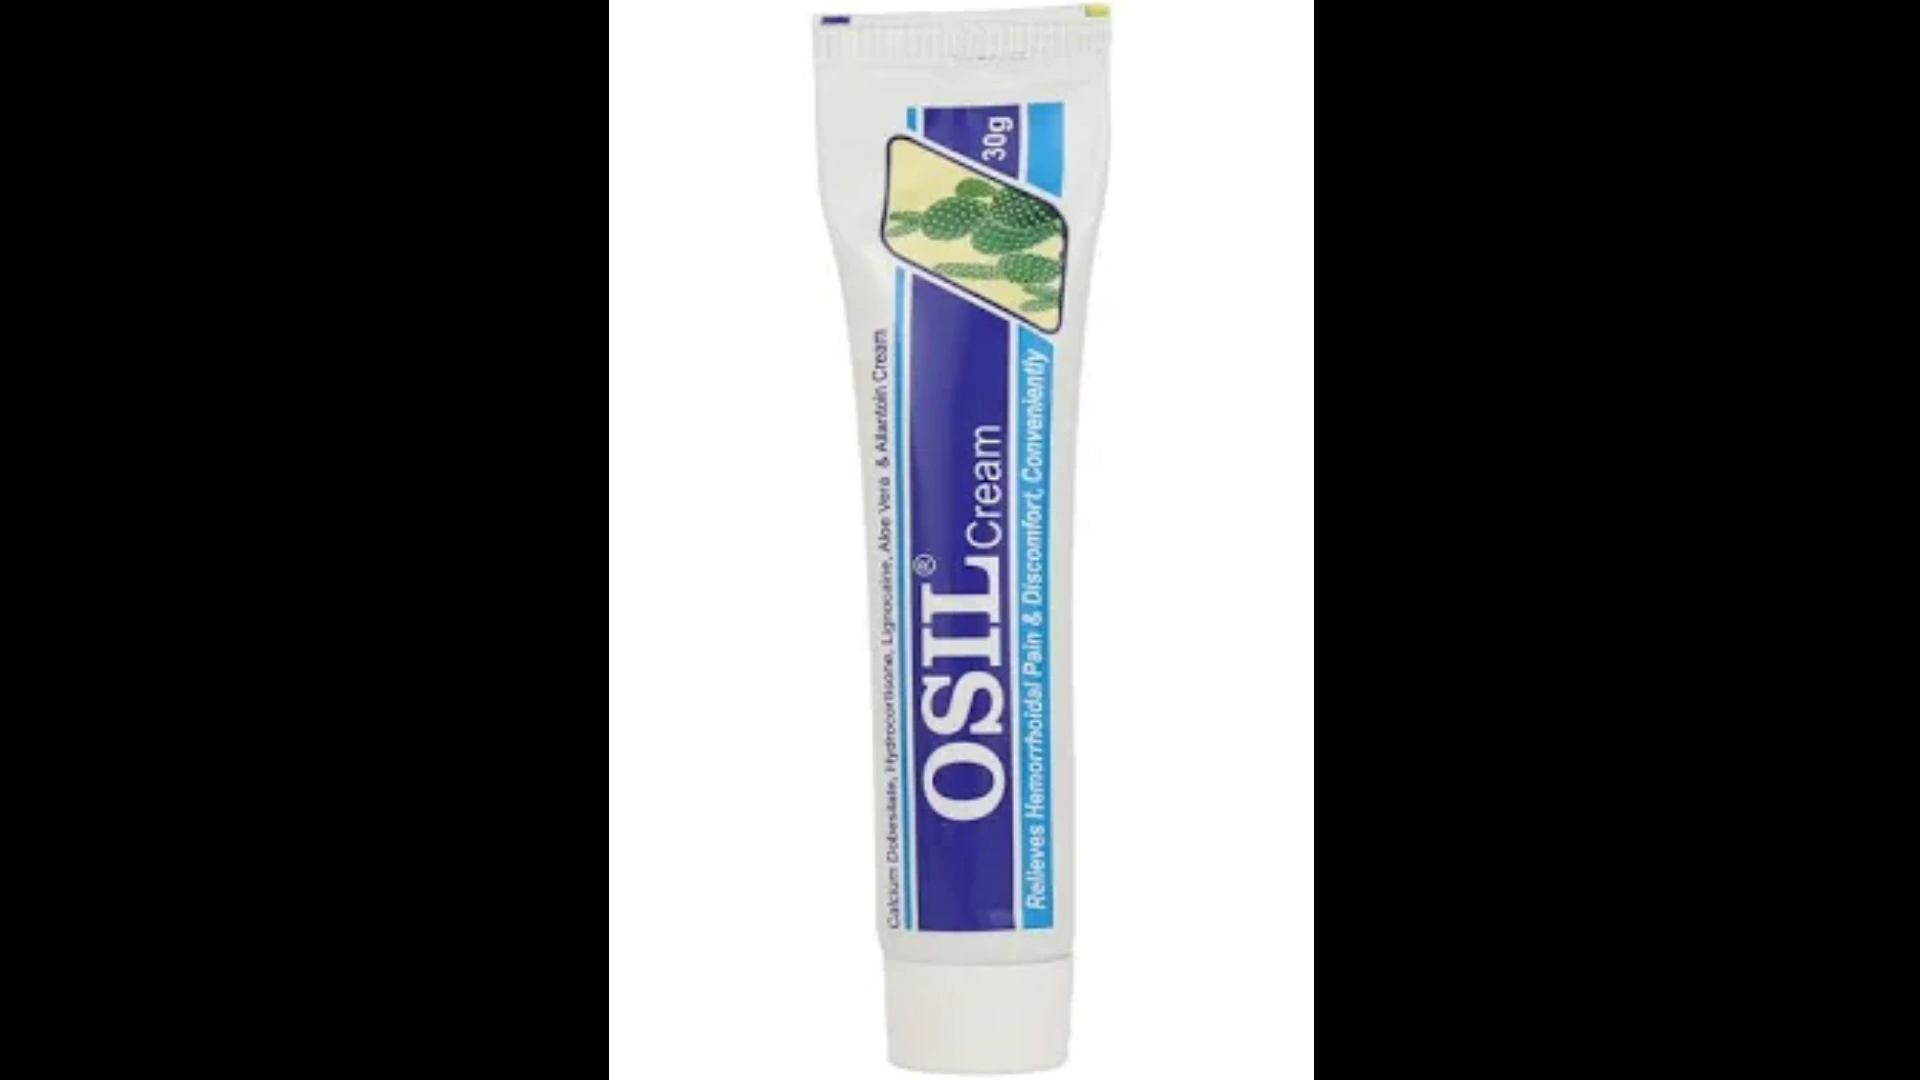 Calcium Dobesilate, Hydrocortisone, Lignocaine, Aloe Vera & Allantoin Cream
OSIL® Cream
30g
Relieves Hemorrhoidal Pain & Discomfort, Conveniently